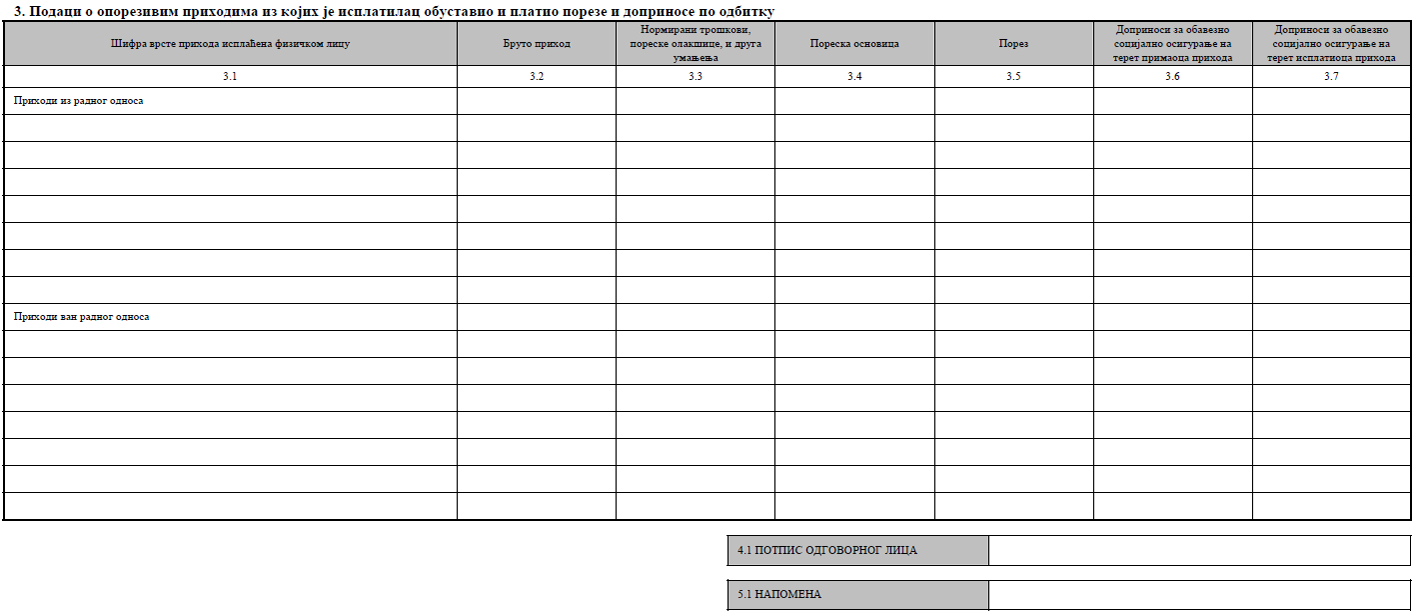 3. Подаци о опорезивим приходима из којих је исплатилац обуставио и платио порезе и доприносе по одбитку
Шифра врсте прихода исплаћена физичком лицу
Бруто приход
Нормирани трошкови,
пореске олакшице, и друга
умањења
Пореска основица
Порез
Доприноси за обавезно
социјално осигурање на
терет примаоца прихода
Доприноси за обавезно
социјално осигурање на
терет исплатиоца прихода
3.1
3.2
3.3
3.4
3.5
3.6
3.7
Приходи из радног односа
Приходи ван радног односа
4.1 ПОТПИС ОДГОВОРНОГ ЛИЦА
5.1 НАПОМЕНА